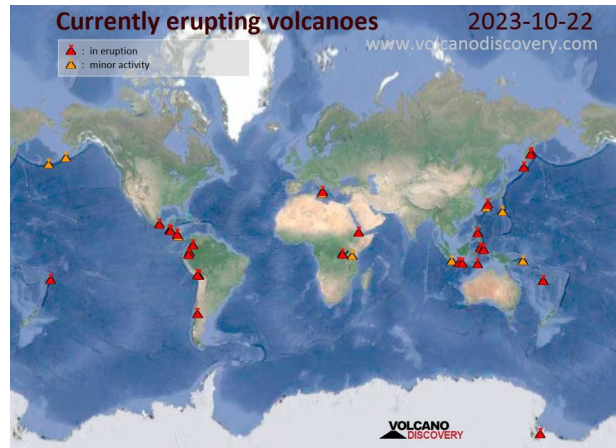 Currently erupting volcanoes 2023-10-22
www.volcanodiscovery.com
: in eruption
: minor activity
VOLCANO
DISCOVERY